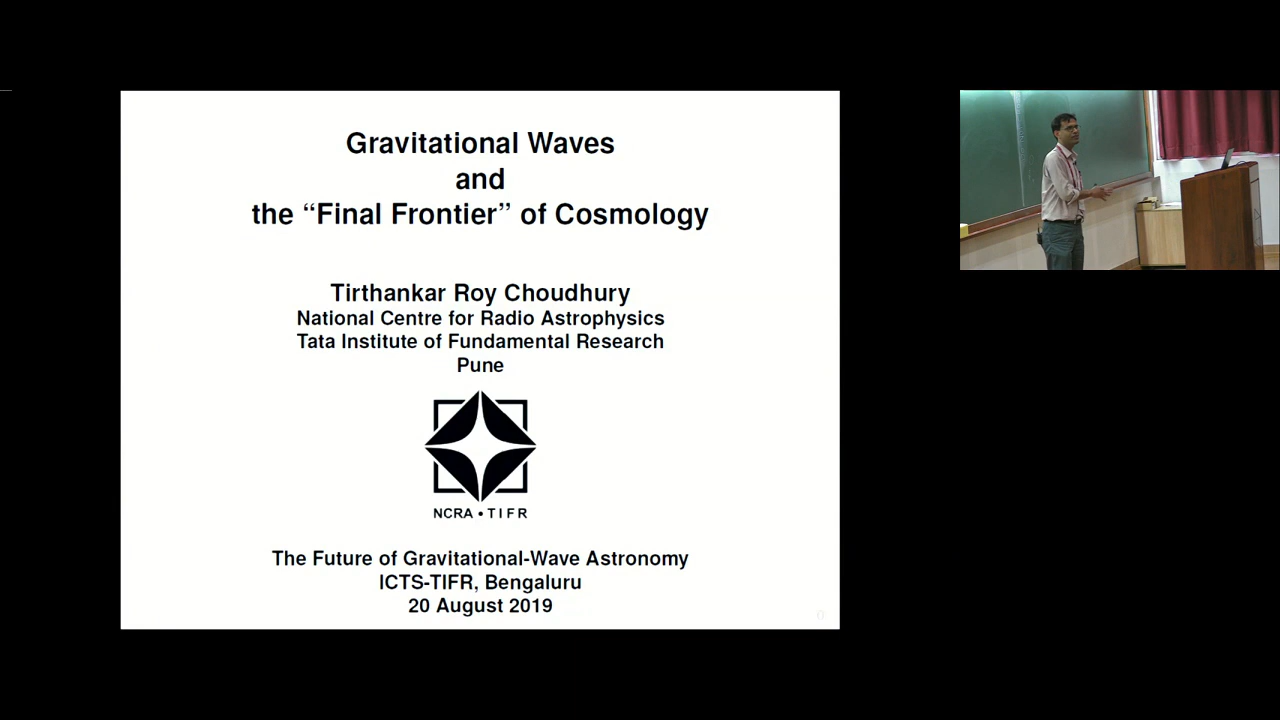 Gravitational Waves
and
the “Final Frontier” of Cosmology
Tirthankar Roy Choudhury
National Centre for Radio Astrophysics
Tata Institute of Fundamental Research
Pune
NCRA • TIFR
The Future of Gravitational-Wave Astronomy
ICTS-TIFR, Bengaluru
20 August 2019
0